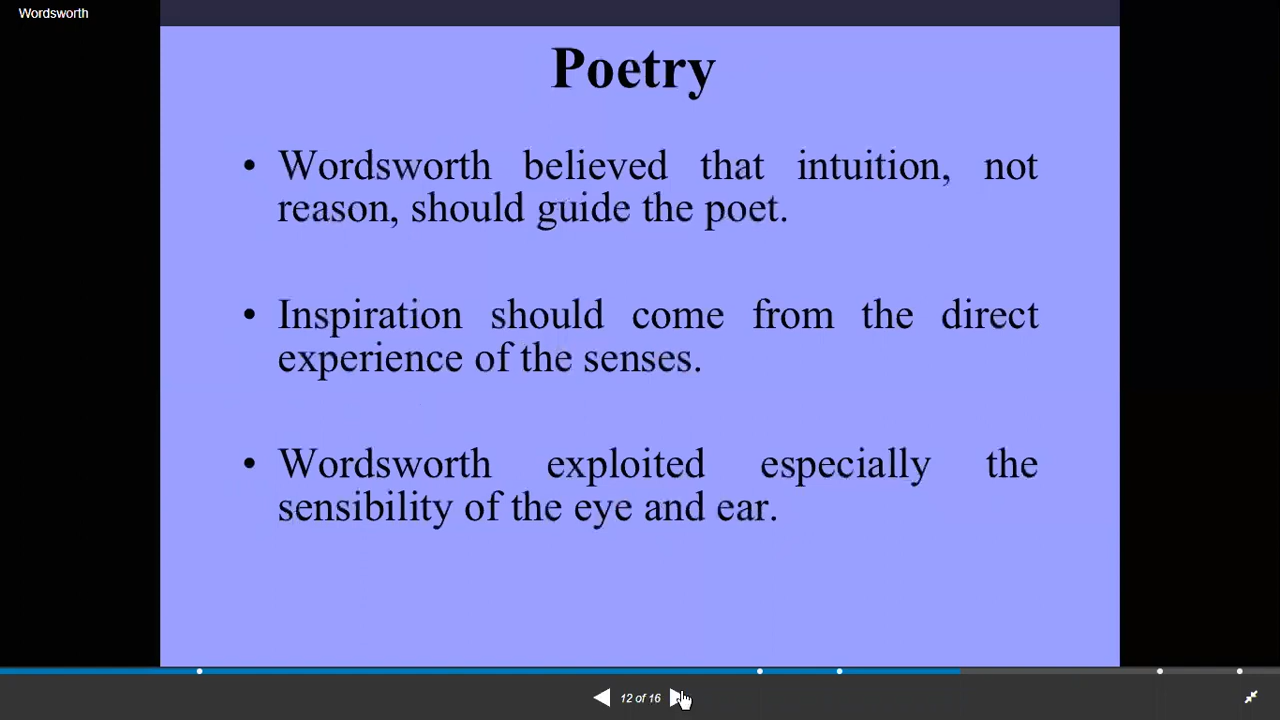 Wordsworth
Poetry
• Wordsworth believed that intuition, not
reason, should guide the poet.
• Inspiration should come from the direct
experience of the senses.
• Wordsworth exploited especially the
sensibility of the eye and ear.
12 of 16